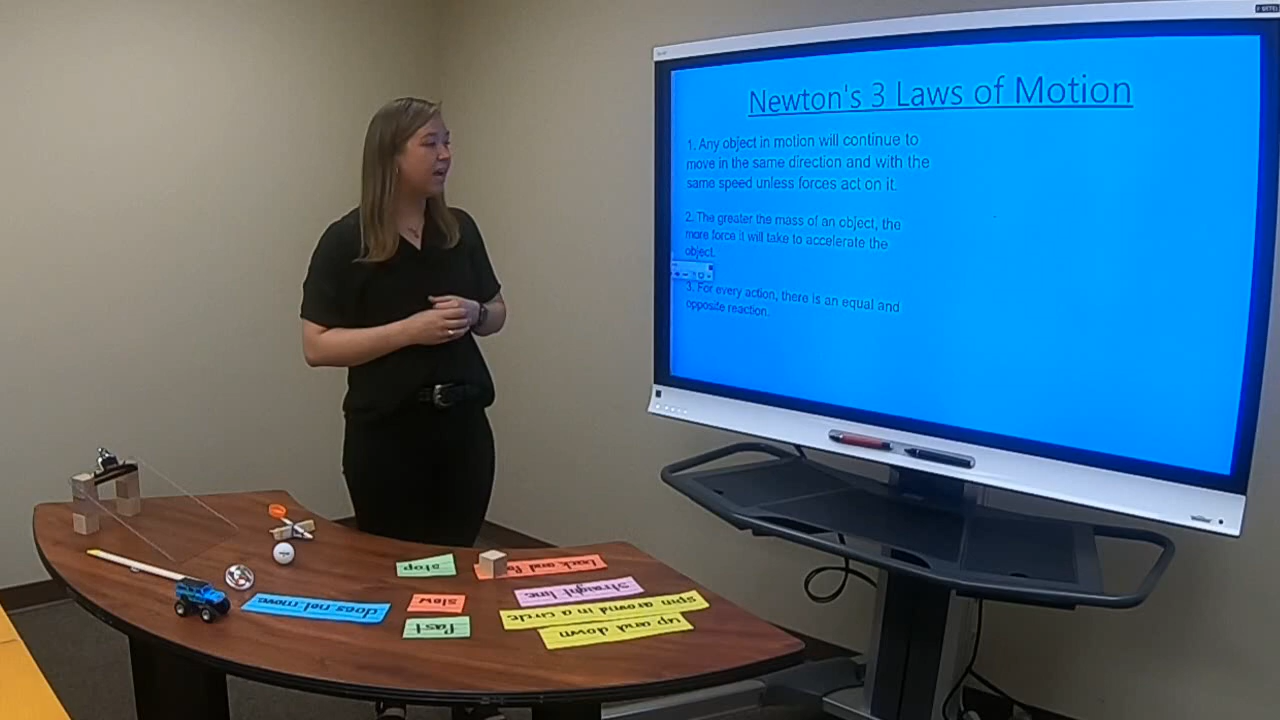 Newton's 3 Laws of Motion
1. Any object in motion will continue to
move in the same direction and with the
same speed unless forces act on it.
2. The greater the mass of an object, the
more force it will take to accelerate the
object.
3. For every action, there is an equal and
opposite reaction.
stop
back and
straight line
spin around in a circle
up and down
slow
fast
does not move